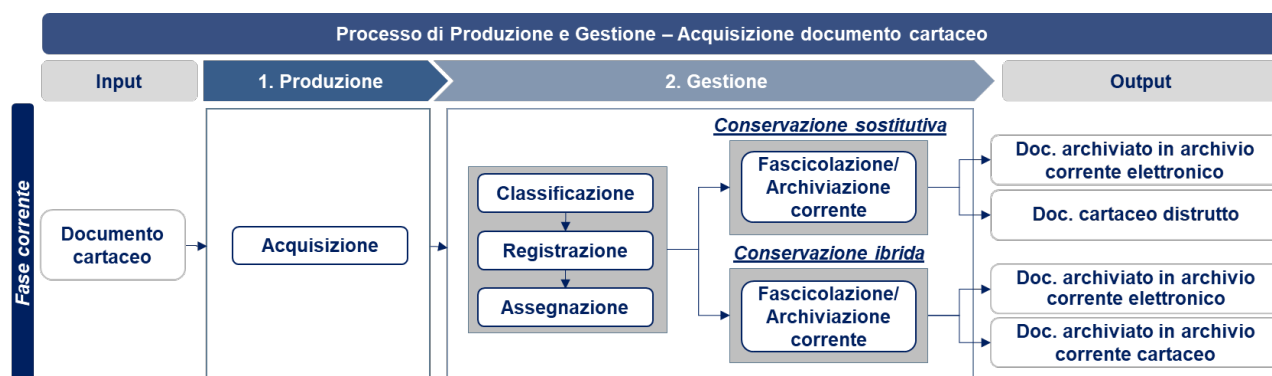 Processo di Produzione e Gestione – Acquisizione documento cartaceo
Input
1. Produzione
2. Gestione
Output
Fase corrente
Documento
cartaceo
Acquisizione
Classificazione
Registrazione
Assegnazione
Conservazione sostitutiva
Fascicolazione/
Archiviazione
corrente
Conservazione ibrida
Fascicolazione/
Archiviazione
corrente
Doc. archiviato in archivio
corrente elettronico
Doc. cartaceo distrutto
Doc. archiviato in archivio
corrente elettronico
Doc. archiviato in archivio
corrente cartaceo